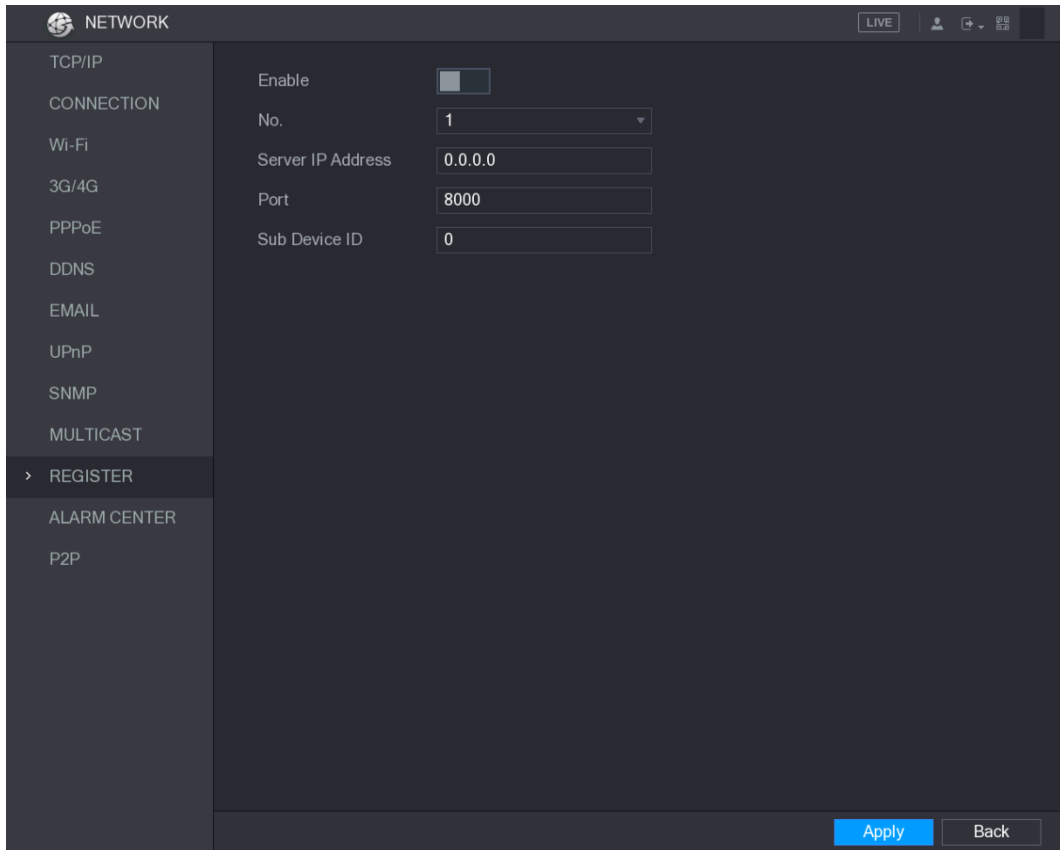 NETWORK
LIVE
TCP/IP
CONNECTION
Wi-Fi
3G/4G
PPPoE
DDNS
EMAIL
UPnP
SNMP
MULTICAST
REGISTER
ALARM CENTER
P2P
Enable
No. 1
Server IP Address 0.0.0.0
Port 8000
Sub Device ID 0
Apply Back